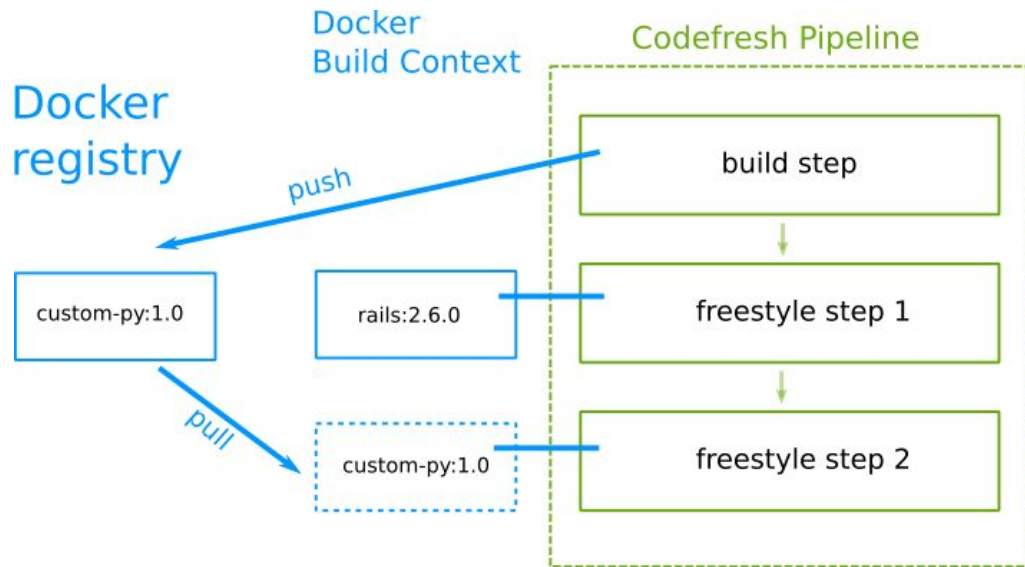 Docker
Build Context
Codefresh Pipeline
Docker
registry
push
build step
custom-py:1.0
rails:2.6.0
freestyle step 1
pull
custom-py:1.0
freestyle step 2